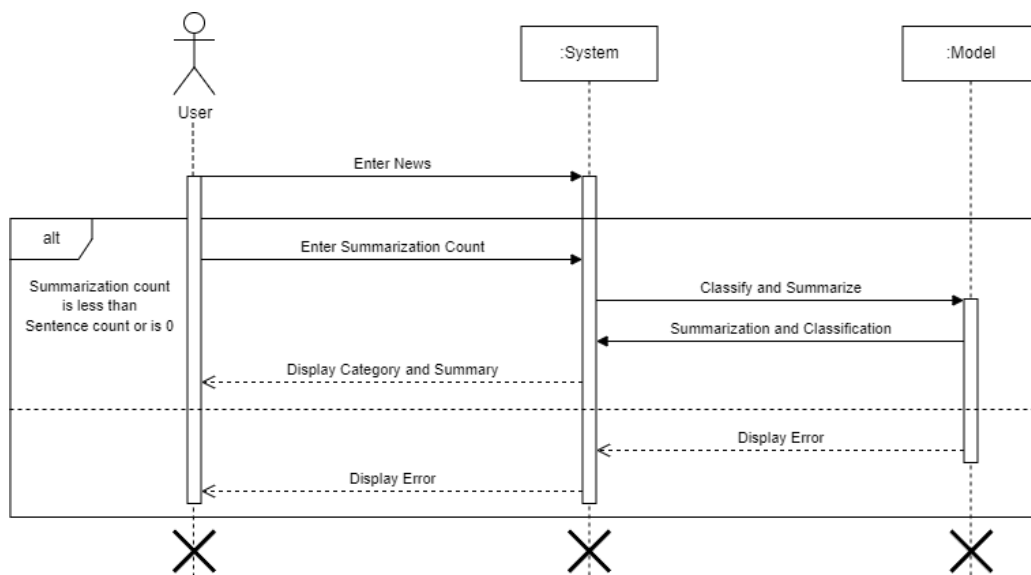 User
:System
:Model
Enter News
alt
Enter Summarization Count
Summarization count
is less than
Sentence count or is 0
Classify and Summarize
Summarization and Classification
Display Category and Summary
Display Error
Display Error